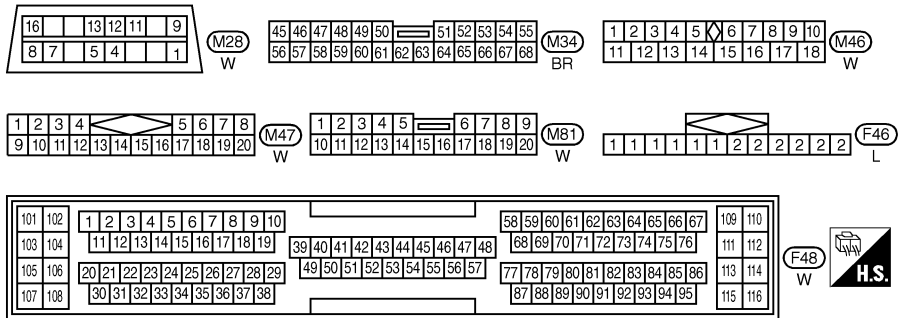 16 13 12 11 9
8 7 5 4 1
M28
W
45 46 47 48 49 50 51 52 53 54 55
56 57 58 59 60 61 62 63 64 65 66 67 68
M34
BR
1 2 3 4 5 6 7 8 9 10
11 12 13 14 15 16 17 18
M46
W
1 2 3 4 5 6 7 8
9 10 11 12 13 14 15 16 17 18 19 20
M47
W
1 2 3 4 5 6 7 8 9
10 11 12 13 14 15 16 17 18 19 20
M81
W
1 1 1 1 1 1 2 2 2 2 2 2
F46
L
101 102
103 104
105 106
107 108
1 2 3 4 5 6 7 8 9 10
11 12 13 14 15 16 17 18 19
20 21 22 23 24 25 26 27 28 29
30 31 32 33 34 35 36 37 38
39 40 41 42 43 44 45 46 47 48
49 50 51 52 53 54 55 56 57
58 59 60 61 62 63 64 65 66 67
68 69 70 71 72 73 74 75 76
77 78 79 80 81 82 83 84 85 86
87 88 89 90 91 92 93 94 95
109 110
111 112
113 114
115 116
F48
W
H.S.